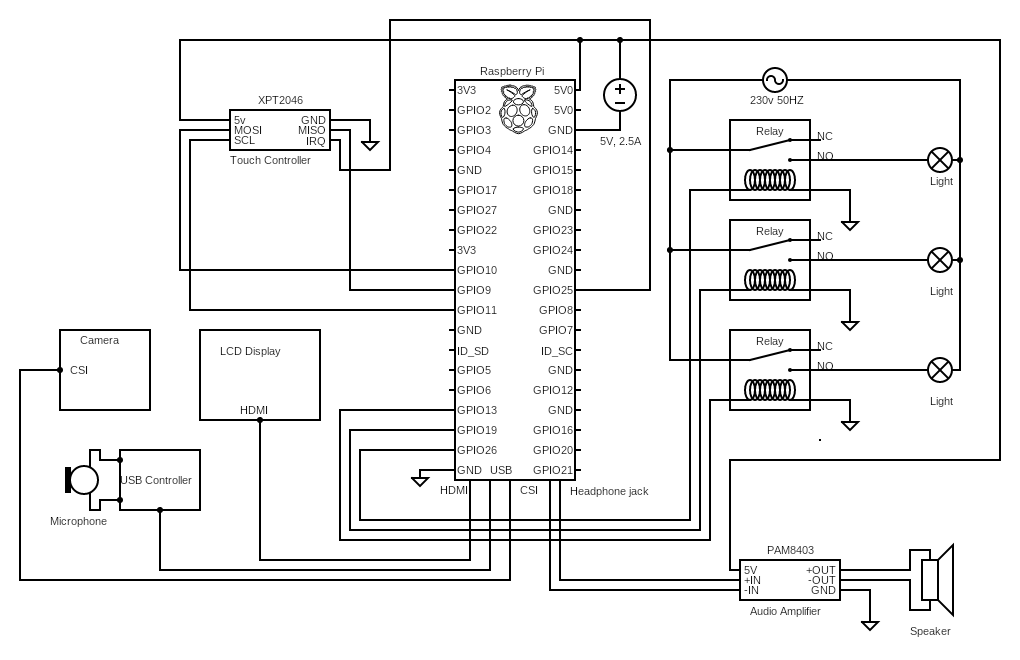 Raspberry Pi
3V3
GPIO2
GPIO3
GPIO4
GND
GPIO17
GPIO27
GPIO22
3V3
GPIO10
GPIO9
GPIO11
GND
ID_SD
GPIO5
GPIO6
GPIO13
GPIO19
GPIO26
GND USB
5V0
5V0
GND
GPIO14
GPIO15
GPIO18
GND
GPIO23
GPIO24
GND
GPIO25
GPIO8
GPIO7
ID_SC
GND
GPIO12
GND
GPIO16
GPIO20
GPIO21
HDMI
CSI
Headphone jack
XPT2046
5v
MOSI
SCL
GND
MISO
IRQ
Touch Controller
5V, 2.5A
230v 50HZ
Relay
NC
NO
Light
Relay
NC
NO
Light
Relay
NC
NO
Light
Camera
CSI
LCD Display
HDMI
USB Controller
Microphone
PAM8403
5V
+IN
-IN
+OUT
-OUT
GND
Audio Amplifier
Speaker